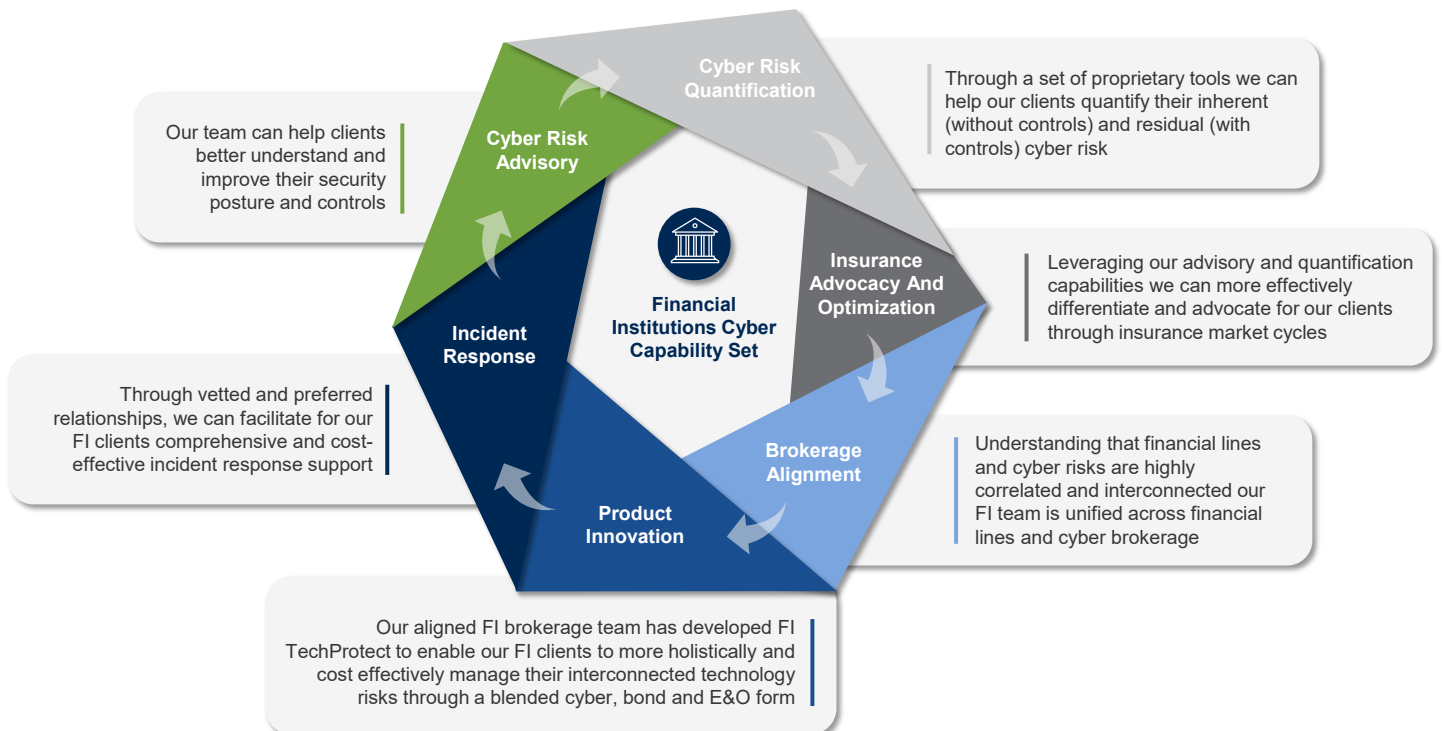 Cyber Risk
Quantification
Through a set of proprietary tools we can
help our clients quantify their inherent
(without controls) and residual (with
controls) cyber risk
Our team can help clients
better understand and
improve their security
posture and controls
Cyber Risk
Advisory
Financial
Institutions Cyber
Capability Set
Insurance
Advocacy And
Optimization
Leveraging our advisory and quantification
capabilities we can more effectively
differentiate and advocate for our clients
through insurance market cycles
Incident
Response
Through vetted and preferred
relationships, we can facilitate for our
FI clients comprehensive and cost-
effective incident response support
Brokerage
Alignment
Understanding that financial lines
and cyber risks are highly
correlated and interconnected our
FI team is unified across financial
lines and cyber brokerage
Product
Innovation
Our aligned FI brokerage team has developed FI
TechProtect to enable our FI clients to more holistically and
cost effectively manage their interconnected technology
risks through a blended cyber, bond and E&O form